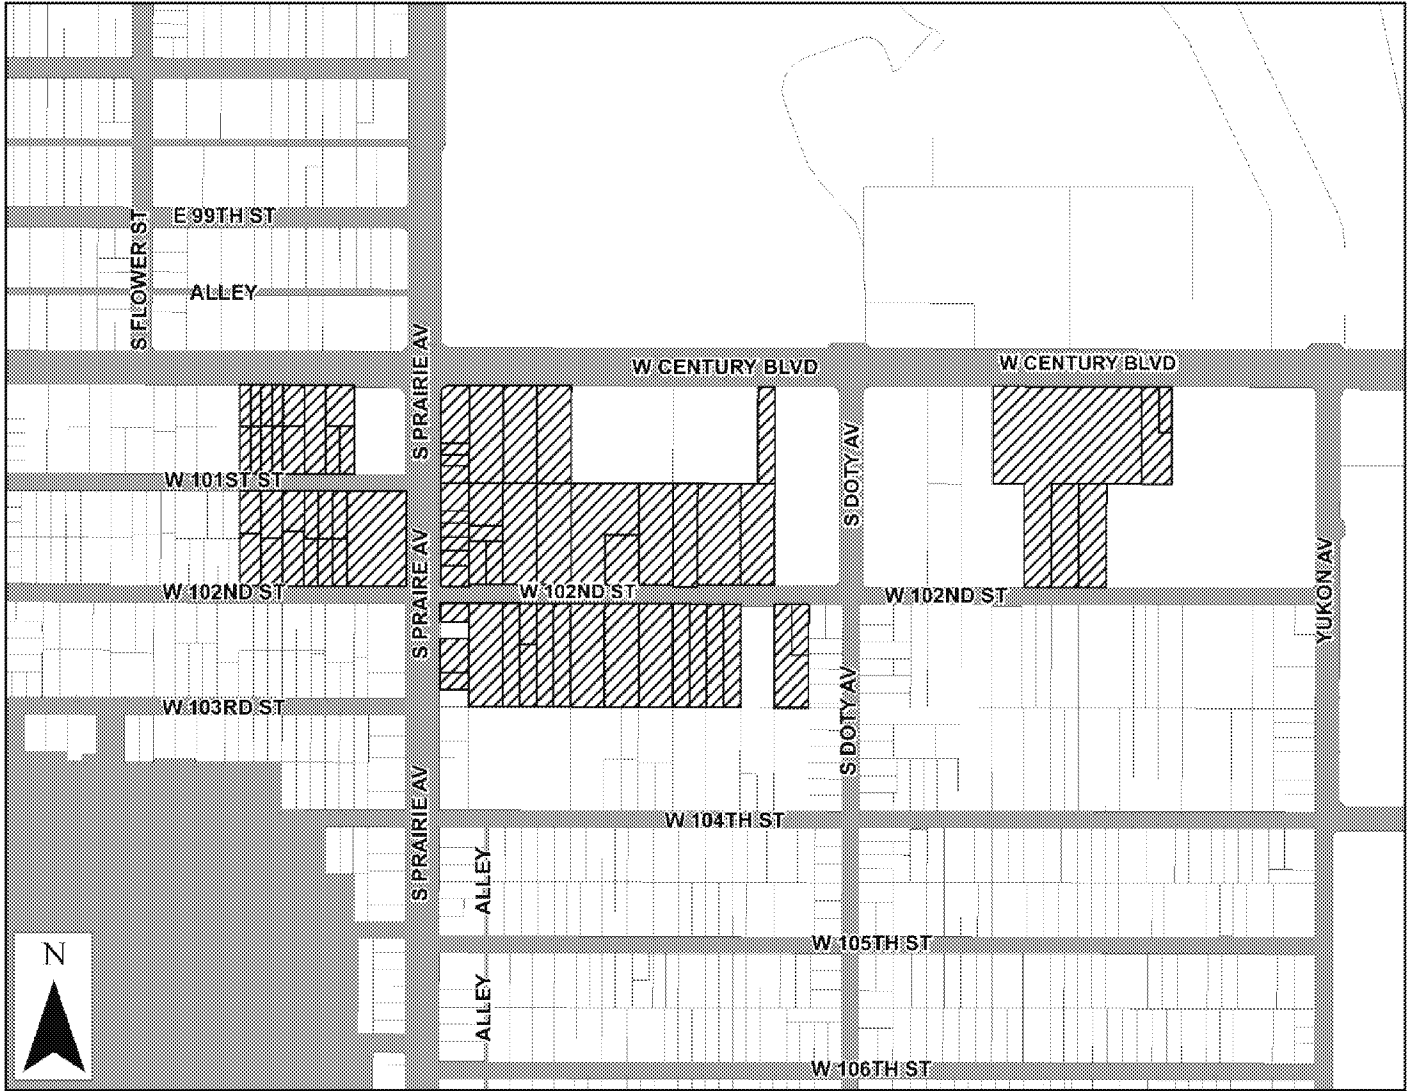 E 99TH ST
S FLOWER ST
ALLEY
S PRAIRIE AV
W CENTURY BLVD
W CENTURY BLVD
W 101ST ST
S DOTY AV
S PRAIRE AV
W 102ND ST
W 102ND ST
W 102ND ST
YUKON AV
W 103RD ST
S DOTY AV
S PRAIRIE AV
W 104TH ST
ALLEY
W 105TH ST
N
ALLEY
W 106TH ST